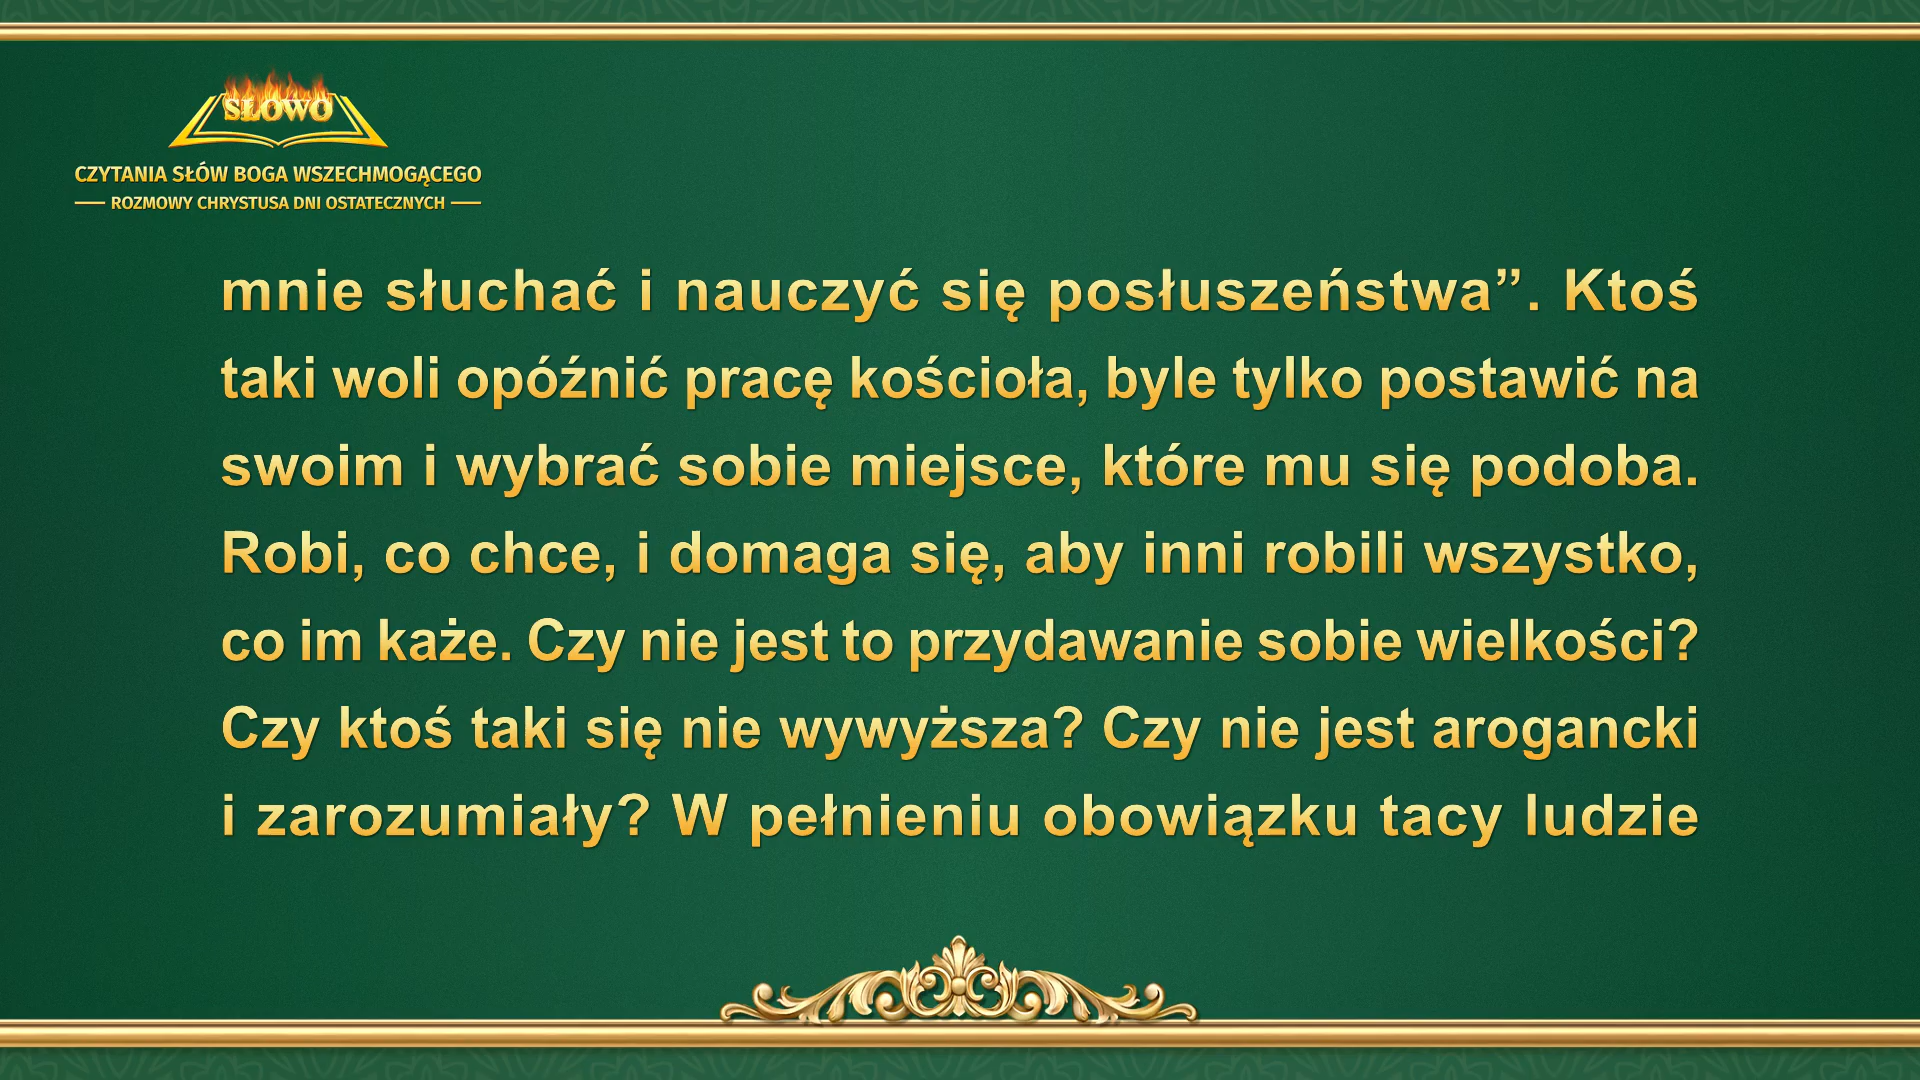 SŁOWO
CZYTANIA SŁÓW BOGA WSZECHMOGĄCEGO
ROZMOWY CHRYSTUSA DNI OSTATECZNYCH
mnie słuchać i nauczyć się posłuszeństwa”. Ktoś
taki woli opóźnić pracę kościoła, byle tylko postawić na
swoim i wybrać sobie miejsce, które mu się podoba.
Robi, co chce, i domaga się, aby inni robili wszystko,
co im każe. Czy nie jest to przydawanie sobie wielkości?
Czy ktoś taki się nie wywyższa? Czy nie jest arogancki
i zarozumiały? W pełnieniu obowiązku tacy ludzie